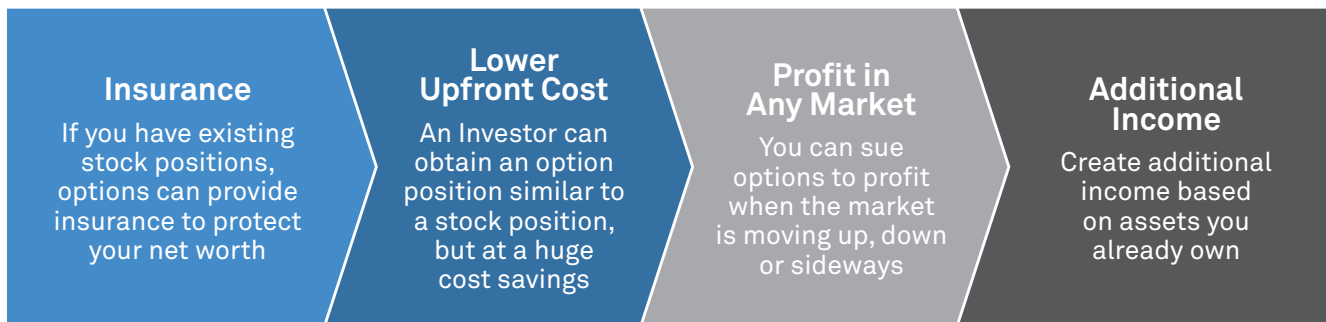 Insurance
If you have existing
stock positions,
options can provide
insurance to protect
your net worth
Lower
Upfront Cost
An Investor can
obtain an option
position similar to
a stock position,
but at a huge
cost savings
Profit in
Any Market
You can sue
options to profit
when the market
is moving up, down
or sideways
Additional
Income
Create additional
income based
on assets you
already own